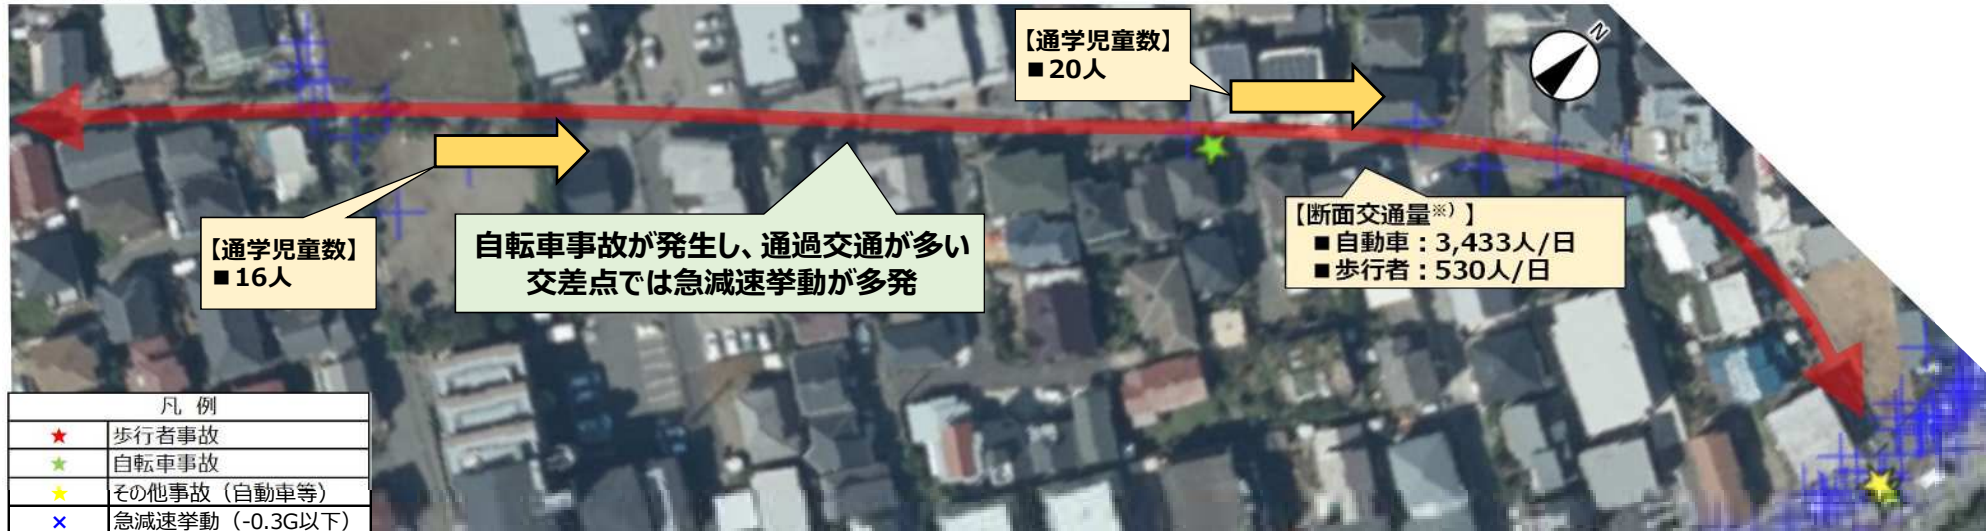 【通学児童数】
■20人
N
【通学児童数】
■16人
自転車事故が発生し、通過交通が多い
交差点では急減速挙動が多発
【断面交通量※)】
■自動車：3,433人/日
■歩行者：530人/日
凡 例
★ 歩行者事故
★ 自転車事故
★ その他事故（自動車等）
× 急減速挙動（-0.3G以下）